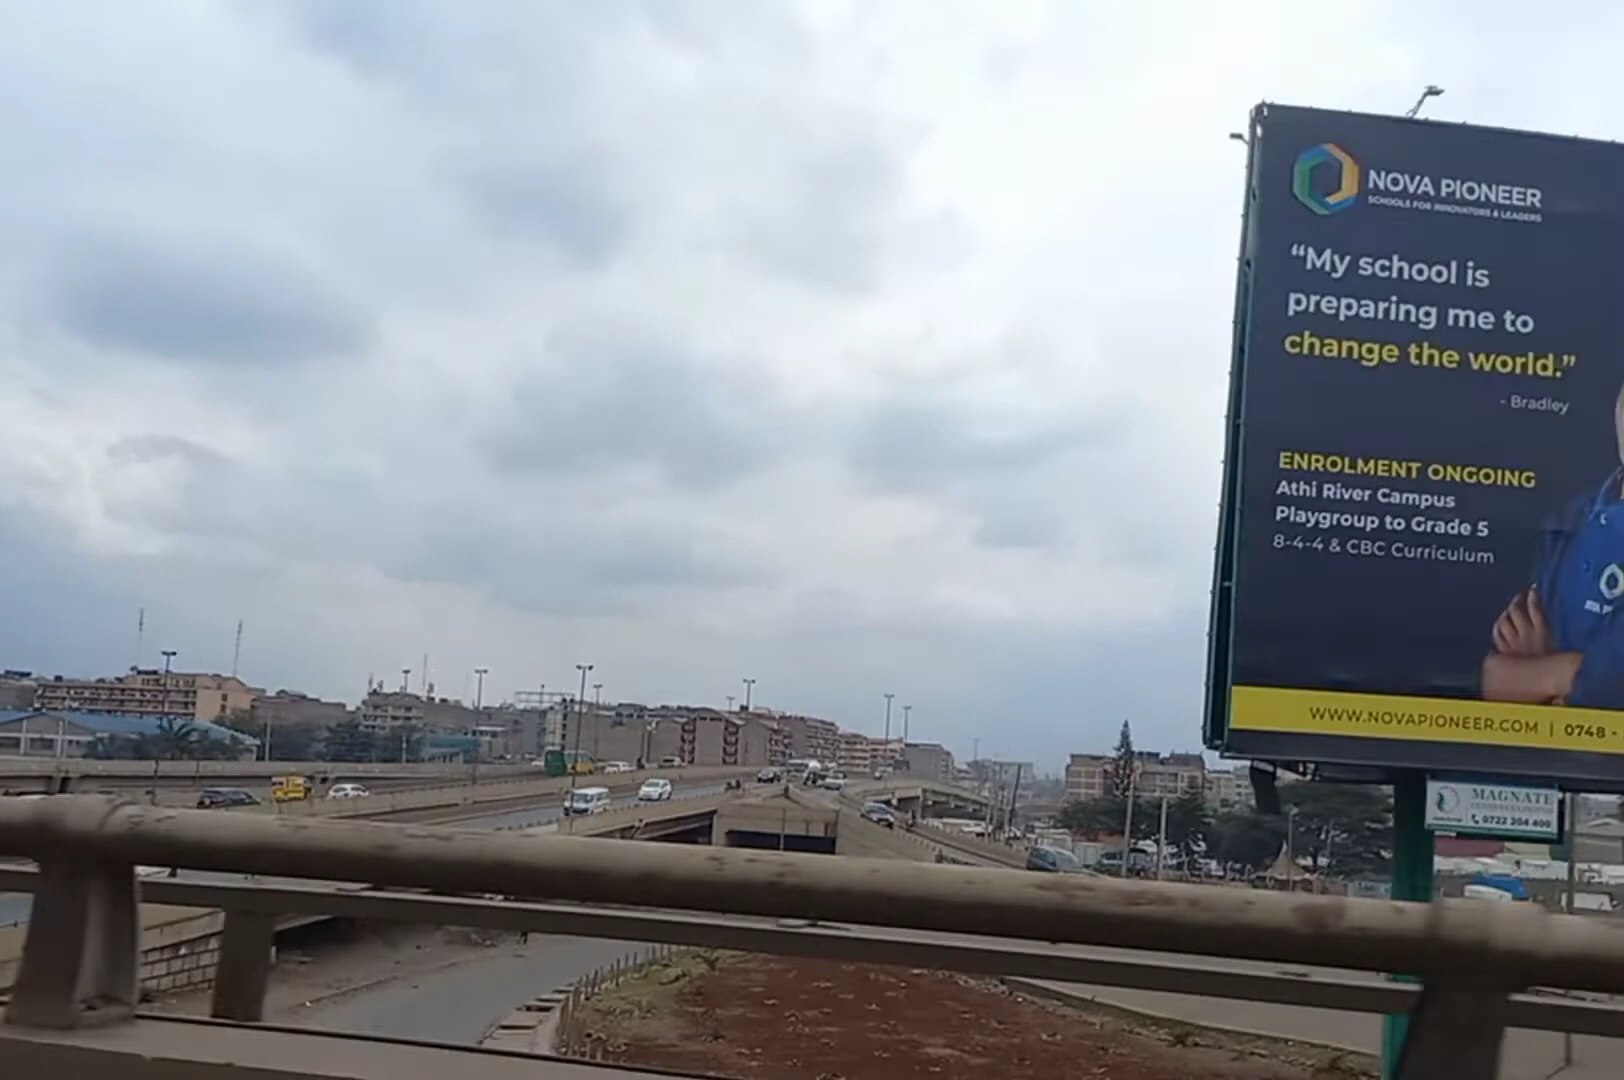 NOVA PIONEER
SCHOOLS FOR INNOVATORS & LEADERS
“My school is
preparing me to
change the world.”
- Bradley
ENROLMENT ONGOING
Athi River Campus
Playgroup to Grade 5
8-4-4 & CBC Curriculum
WWW.NOVAPIONEER.COM | 0748 -
MAGNATE
0722 204 400